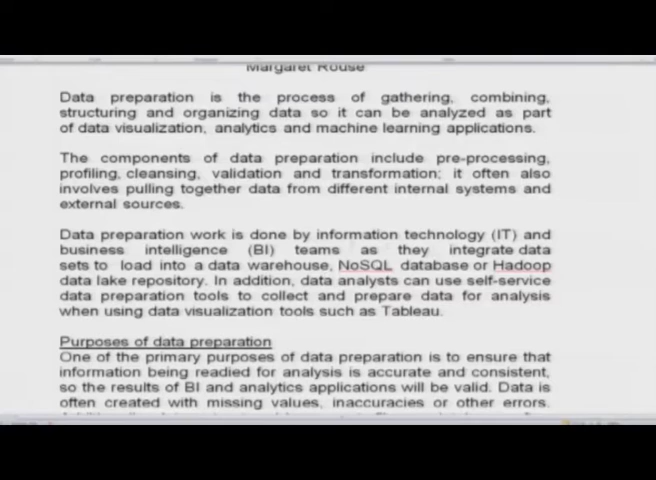 Margaret Rouse
Data preparation is the process of gathering, combining,
structuring and organizing data so it can be analyzed as part
of data visualization, analytics and machine learning applications.
The components of data preparation include pre-processing,
profiling, cleansing, validation and transformation; it often also
involves pulling together data from different internal systems and
external sources.
Data preparation work is done by information technology (IT) and
business intelligence (BI) teams as they integrate data
sets to load into a data warehouse, NoSQL database or Hadoop
data lake repository. In addition, data analysts can use self-service
data preparation tools to collect and prepare data for analysis
when using data visualization tools such as Tableau.
Purposes of data preparation
One of the primary purposes of data preparation is to ensure that
information being readied for analysis is accurate and consistent,
so the results of BI and analytics applications will be valid. Data is
often created with missing values, inaccuracies or other errors.